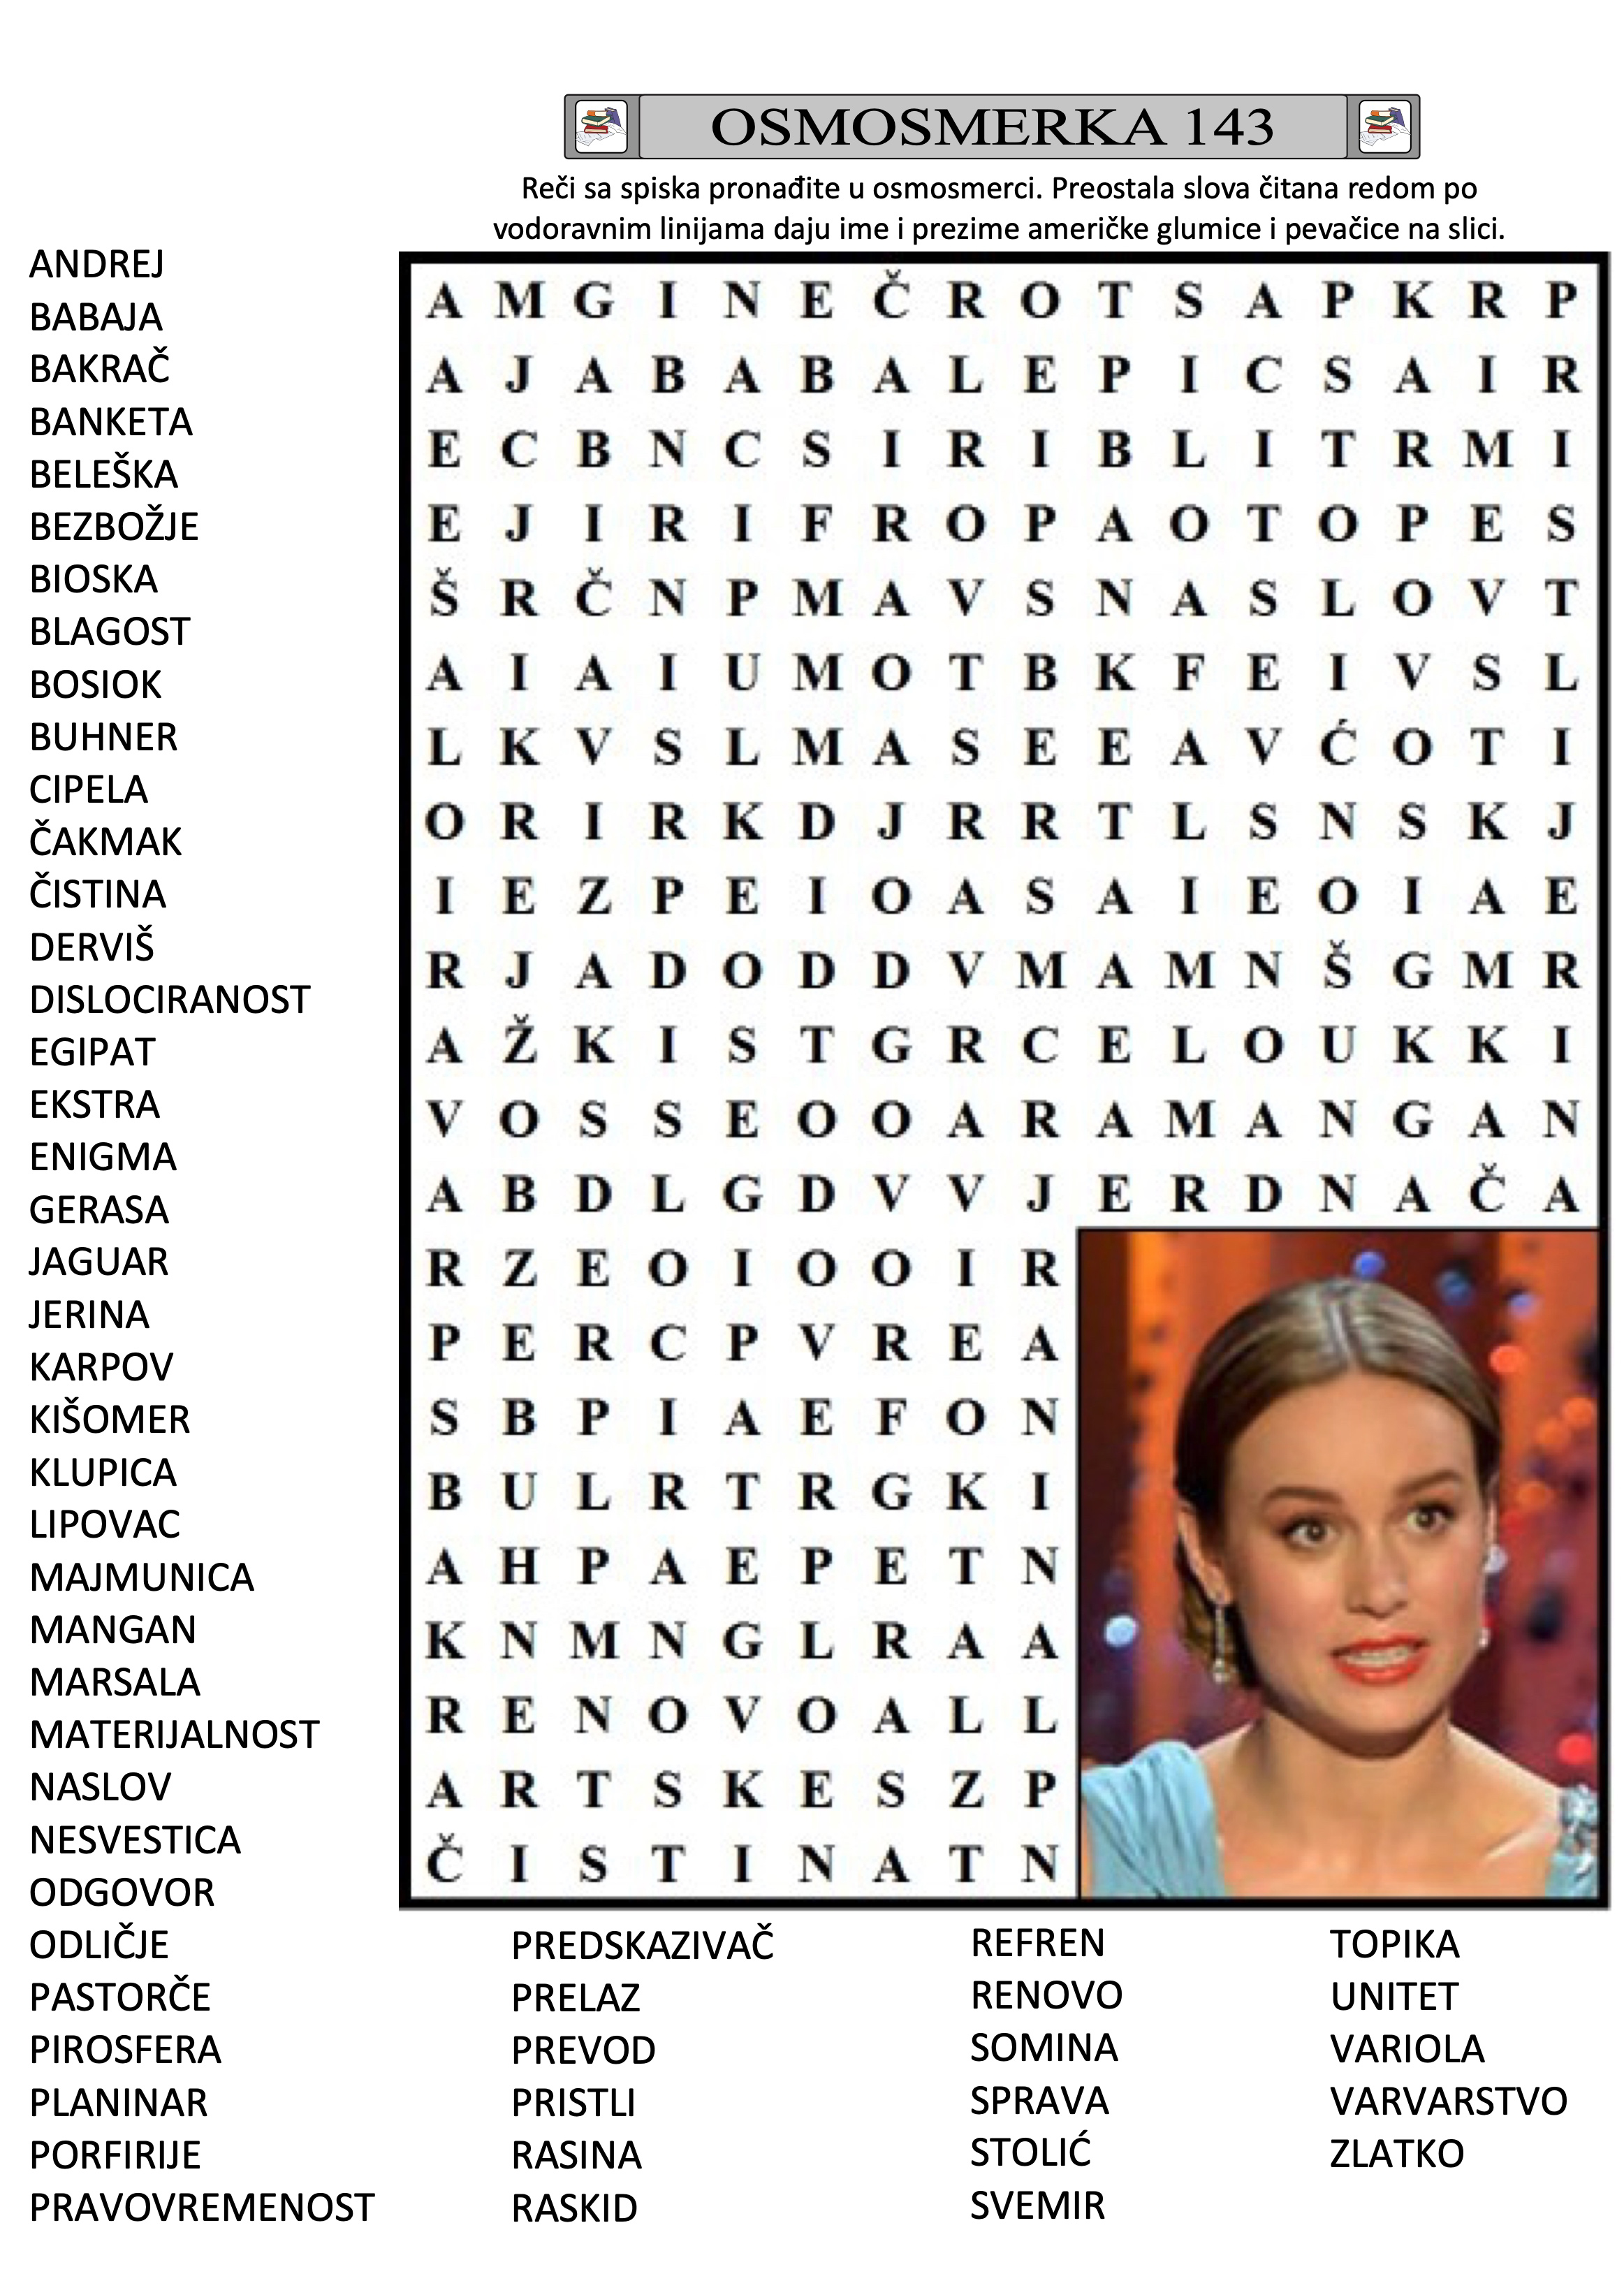 OSMOSMERKA 143
Reči sa spiska pronađite u osmosmerci. Preostala slova čitana redom po
vodoravnim linijama daju ime i prezime američke glumice i pevačice na slici.
ANDREJ
BABAJA
BAKRAČ
BANKETA
BELEŠKA
BEZBOŽJE
BIOSKA
BLAGOST
BOSIOK
BUHNER
CIPELA
ČAKMAK
ČISTINA
DERVIŠ
DISLOCIRANOST
EGIPAT
EKSTRA
ENIGMA
GERASA
JAGUAR
JERINA
KARPOV
KIŠOMER
KLUPICA
LIPOVAC
MAJMUNICA
MANGAN
MARSALA
MATERIJALNOST
NASLOV
NESVESTICA
ODGOVOR
ODLIČJE
PASTORČE
PIROSFERA
PLANINAR
PORFIRIJE
PRAVOVREMENOST
A M G I N E Č R O T S A P K R P
A J A B A B A L E P I C S A I R
E C B N C S I R I B L I T R M I
E J I R I F R O P A O T O P E S
Š R Č N P M A V S N A S L O V T
A I A I U M O T B K F E I V S L
L K V S L M A S E E A V Ć O T I
O R I R K D J R R T L S N S K J
I E Z P E I O A S A I E O I A E
R J A D O D D V M A M N Š G M R
A Ž K I S T G R C E L O U K K I
V O S S E O O A R A M A N G A N
A B D L G D V V J E R D N A Č A
R Z E O I O O I R
P E R C P V R E A
S B P I A E F O N
B U L R T R G K I
A H P A E P E T N
K N M N G L R A A
R E N O V O A L L
A R T S K E S Z P
Č I S T I N A T N
PREDSKAZIVAČ
PRELAZ
PREVOD
PRISTLI
RASINA
RASKID
REFREN
RENOVO
SOMINA
SPRAVA
STOLIĆ
SVEMIR
TOPIKA
UNITET
VARIOLA
VARVARSTVO
ZLATKO